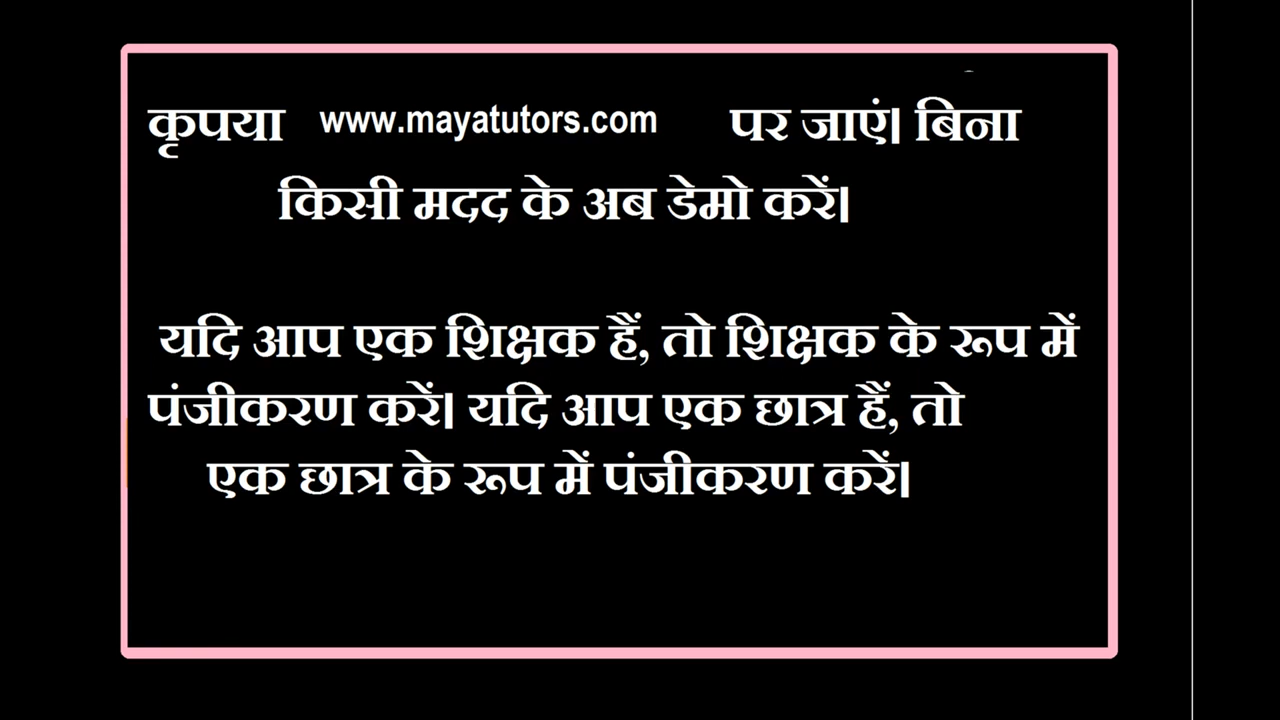 कृपया www.mayatutors.com पर जाएं। बिना
किसी मदद के अब डेमो करें।
यदि आप एक शिक्षक हैं, तो शिक्षक के रूप में
पंजीकरण करें। यदि आप एक छात्र हैं, तो
एक छात्र के रूप में पंजीकरण करें।